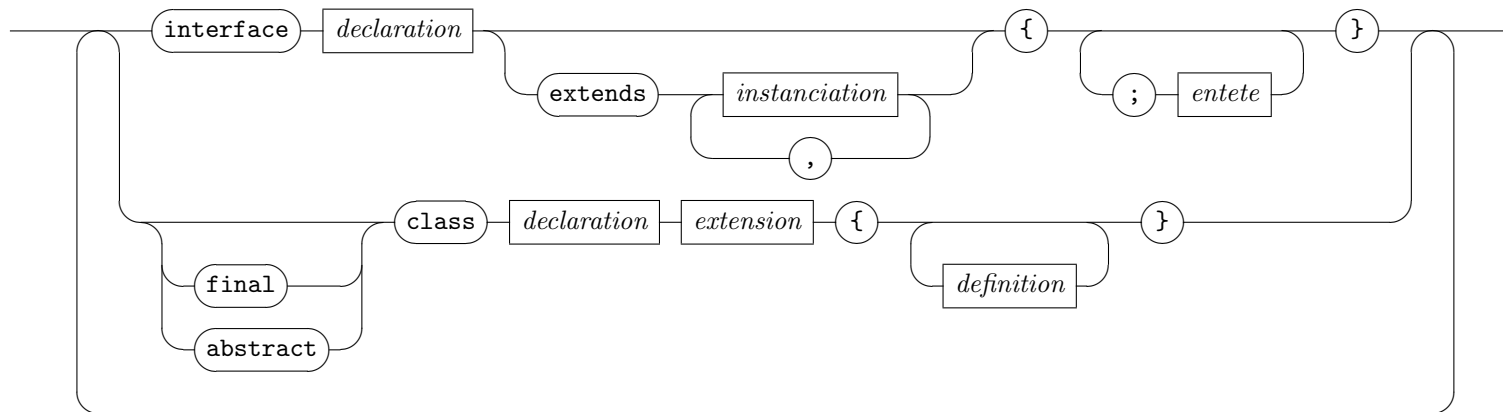 interface declaration { }
extends instanciation ; entete
,
class declaration extension { }
final definition
abstract